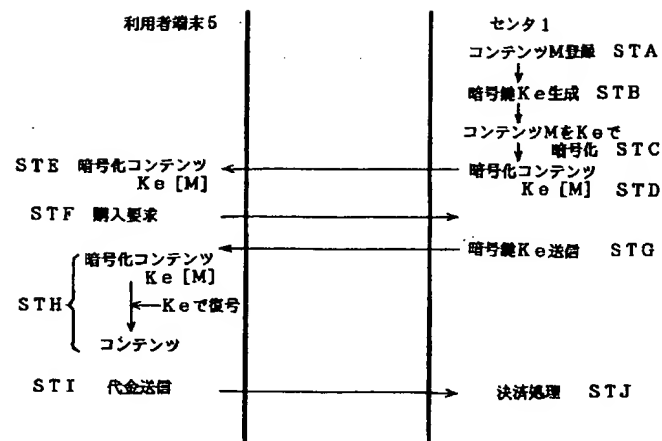 利用者端末5
センタ1
コンテンツM登録 STA
暗号鍵Ke生成 STB
コンテンツMをKeで
暗号化 STC
STE 暗号化コンテンツ
Ke[M]
暗号化コンテンツ
Ke[M] STD
STF 購入要求
暗号鍵Ke送信 STG
暗号化コンテンツ
Ke[M]
STH
Keで復号
コンテンツ
STI 代金送信
決済処理 STJ